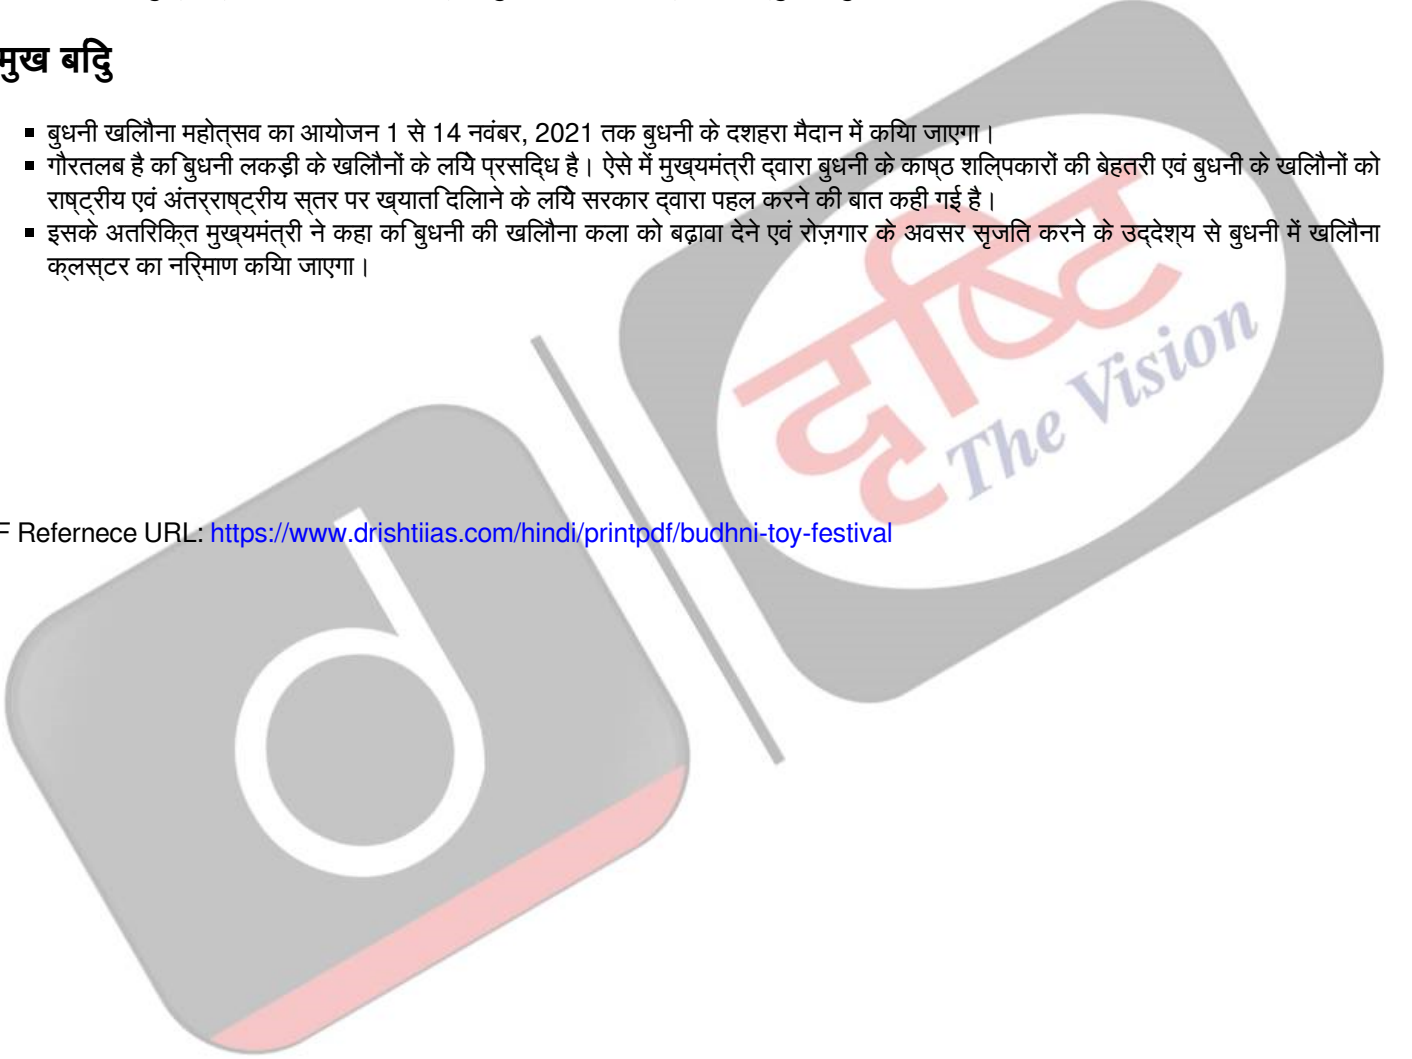 मुख बिंदु
▪ बुधनी खिलौना महोत्सव का आयोजन 1 से 14 नवंबर, 2021 तक बुधनी के दशहरा मैदान में किया जाएगा।
▪ गौरतलब है कि बुधनी लकड़ी के खिलौनों के लिये प्रसिद्ध है। ऐसे में मुख्यमंत्री द्वारा बुधनी के काष्ठ शिल्पकारों की बेहतरी एवं बुधनी के खिलौनों को
राष्ट्रीय एवं अंतर्राष्ट्रीय स्तर पर ख्याति दिलाने के लिये सरकार द्वारा पहल करने की बात कही गई है।
▪ इसके अतिरिक्त मुख्यमंत्री ने कहा कि बुधनी की खिलौना कला को बढ़ावा देने एवं रोज़गार के अवसर सृजित करने के उद्देश्य से बुधनी में खिलौना
क्लस्टर का निर्माण किया जाएगा।
दृष्टि
The Vision
F Refernece URL: https://www.drishtiias.com/hindi/printpdf/budhni-toy-festival
d